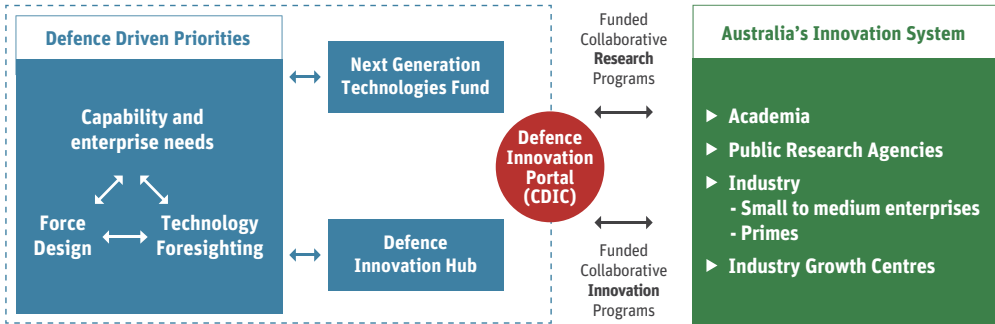 Defence Driven Priorities
Capability and
enterprise needs
Force
Design
Technology
Foresighting
Next Generation
Technologies Fund
Defence
Innovation Hub
Defence
Innovation
Portal
(CDIC)
Funded
Collaborative
Research
Programs
Funded
Collaborative
Innovation
Programs
Australia’s Innovation System
Academia
Public Research Agencies
Industry
- Small to medium enterprises
- Primes
Industry Growth Centres